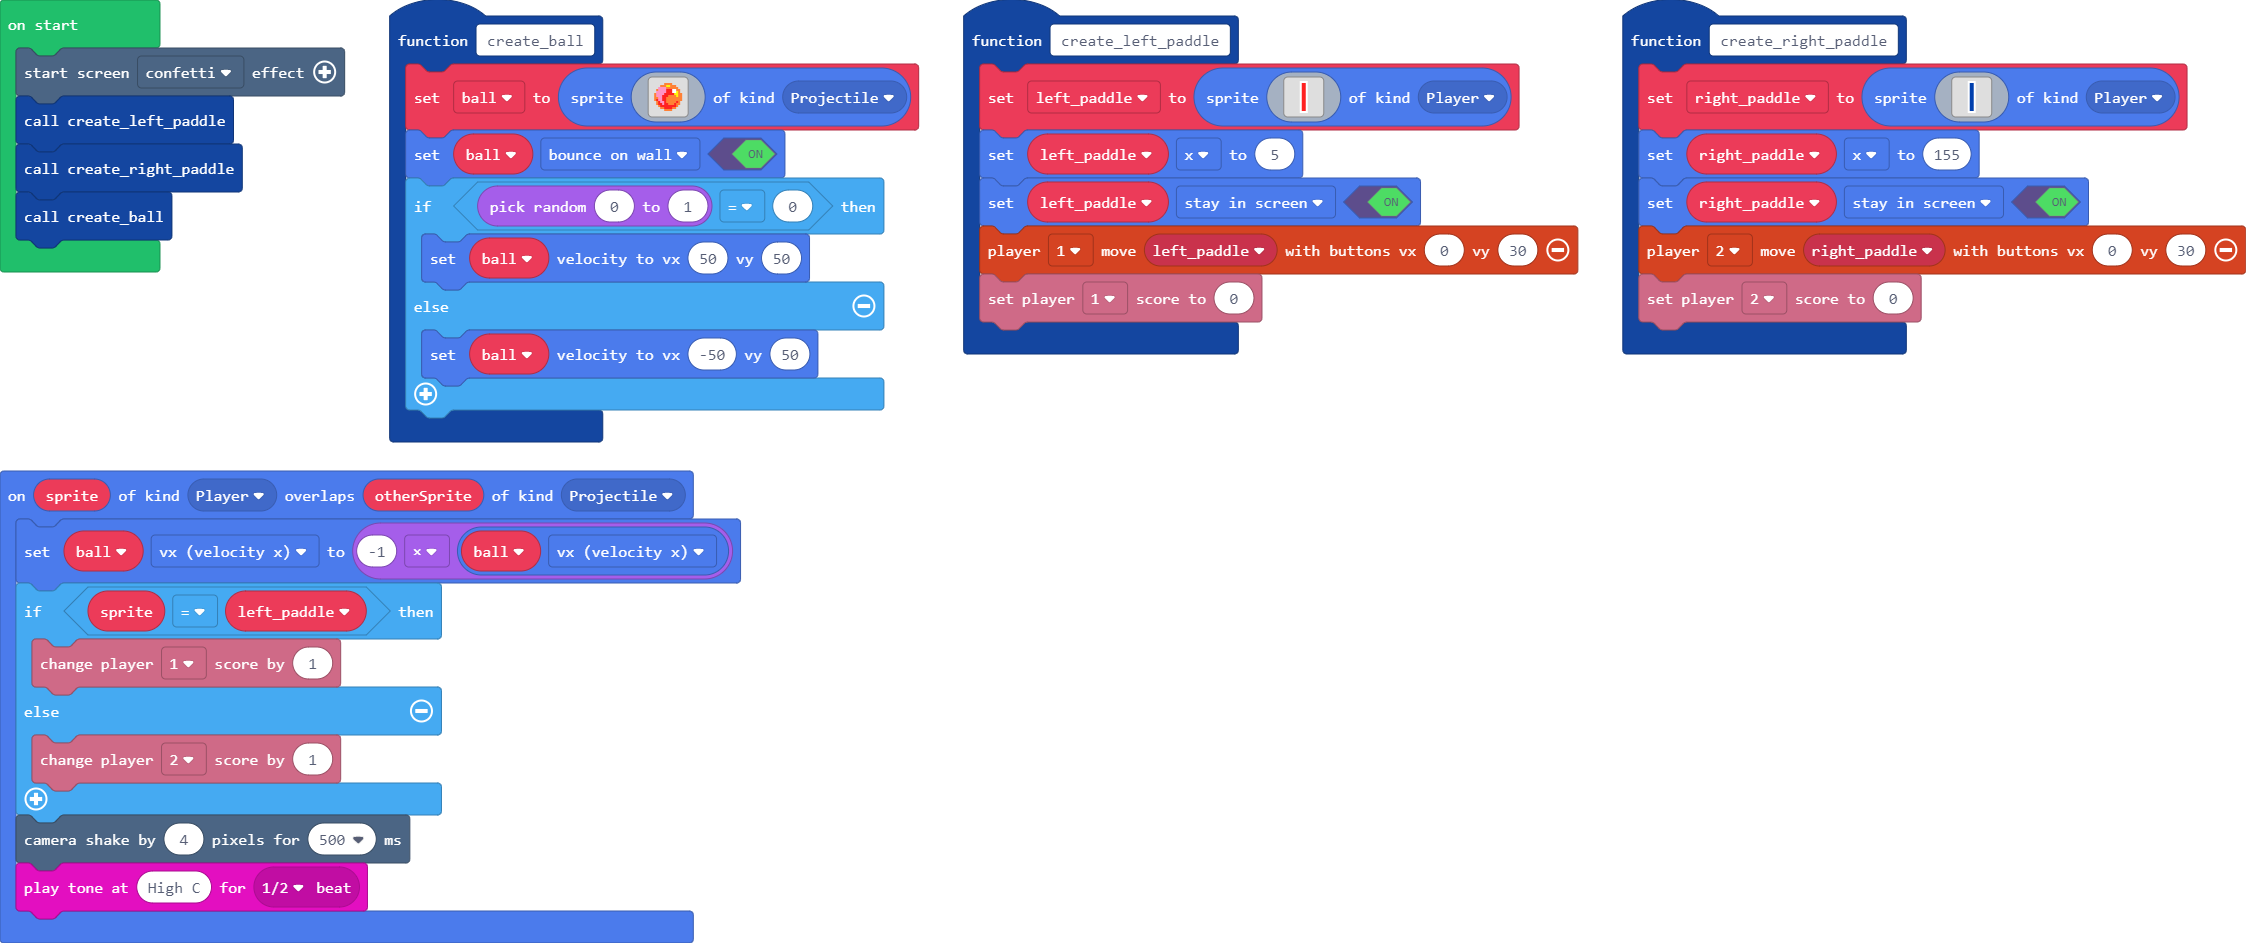 on start
start screen confetti effect
call create_left_paddle
call create_right_paddle
call create_ball
function create_ball
set ball to sprite of kind Projectile
set ball bounce on wall ON
if pick random 0 to 1 = 0 then
set ball velocity to vx 50 vy 50
else
set ball velocity to vx -50 vy 50
function create_left_paddle
set left_paddle to sprite of kind Player
set left_paddle x to 5
set left_paddle stay in screen ON
player 1 move left_paddle with buttons vx 0 vy 30
set player 1 score to 0
function create_right_paddle
set right_paddle to sprite of kind Player
set right_paddle x to 155
set right_paddle stay in screen ON
player 2 move right_paddle with buttons vx 0 vy 30
set player 2 score to 0
on sprite of kind Player overlaps otherSprite of kind Projectile
set ball vx (velocity x) to -1 × ball vx (velocity x)
if sprite = left_paddle then
change player 1 score by 1
else
change player 2 score by 1
camera shake by 4 pixels for 500 ms
play tone at High C for 1/2 beat